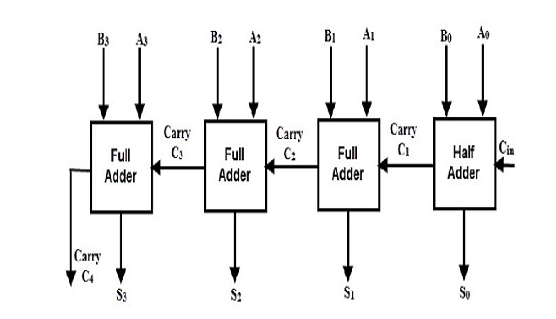 B3 A3 B2 A2 B1 A1 B0 A0
Carry
C3
Carry
C2
Carry
C1
Cin
Full
Adder
Full
Adder
Full
Adder
Half
Adder
Carry
C4
S3 S2 S1 S0